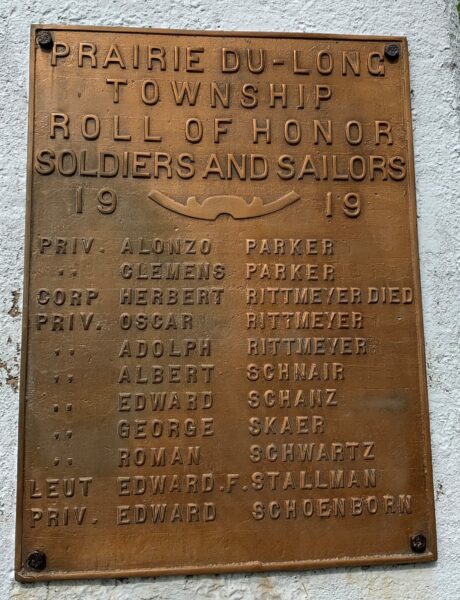 PRAIRIE DU-LONG
TOWNSHIP
ROLL OF HONOR
SOLDIERS AND SAILORS
19 19
PRIV. ALONZO PARKER
" CLEMENS PARKER
CORP HERBERT RITTMEYER DIED
PRIV. OSCAR RITTMEYER
" ADOLPH RITTMEYER
" ALBERT SCHNAIR
" EDWARD SCHANZ
" GEORGE SKAER
" ROMAN SCHWARTZ
LEUT EDWARD.F. STALLMAN
PRIV. EDWARD SCHOENBORN